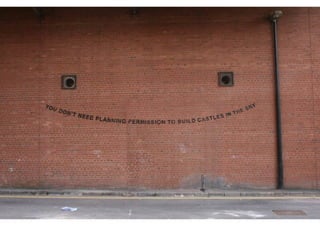 YOU DON'T NEED PLANNING PERMISSION TO BUILD CASTLES IN THE SKY